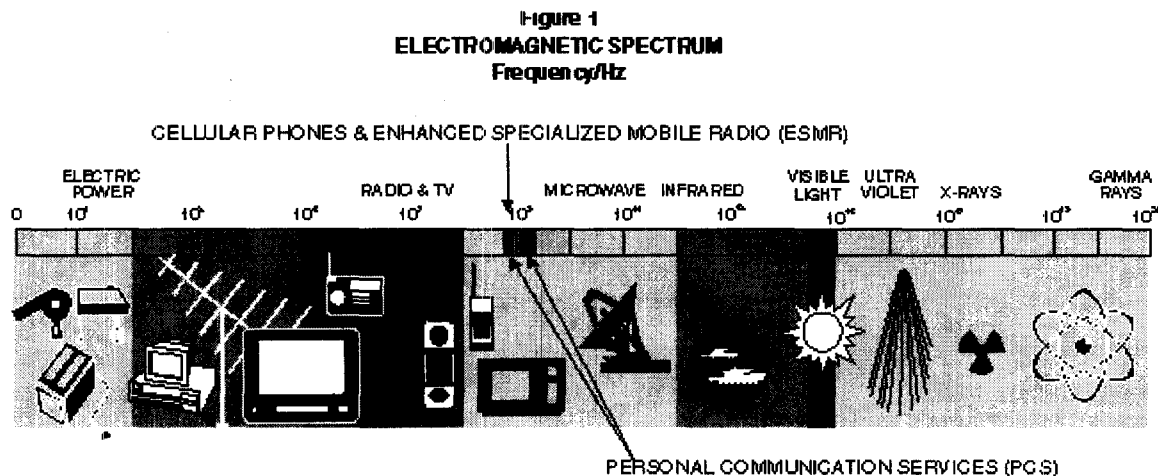 Figure 1
ELECTROMAGNETIC SPECTRUM
Frequency/Hz
CELLULAR PHONES & ENHANCED SPECIALIZED MOBILE RADIO (ESMR)
ELECTRIC POWER
RADIO & TV
MICROWAVE
INFRARED
VISIBLE LIGHT
ULTRA VIOLET
X-RAYS
GAMMA RAYS
0
PERSONAL COMMUNICATION SERVICES (PCS)